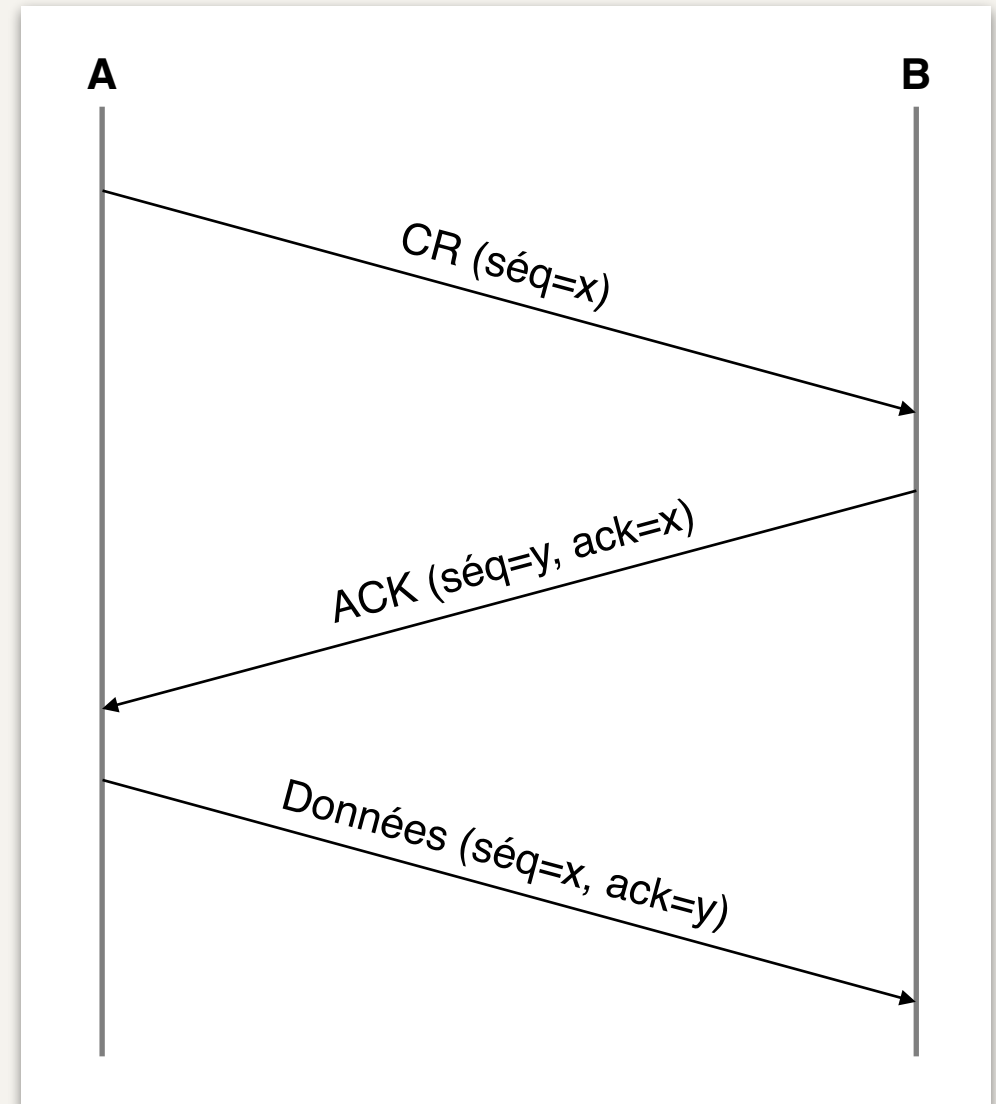 A
B
CR (séq=x)
ACK (séq=y, ack=x)
Données (séq=x, ack=y)